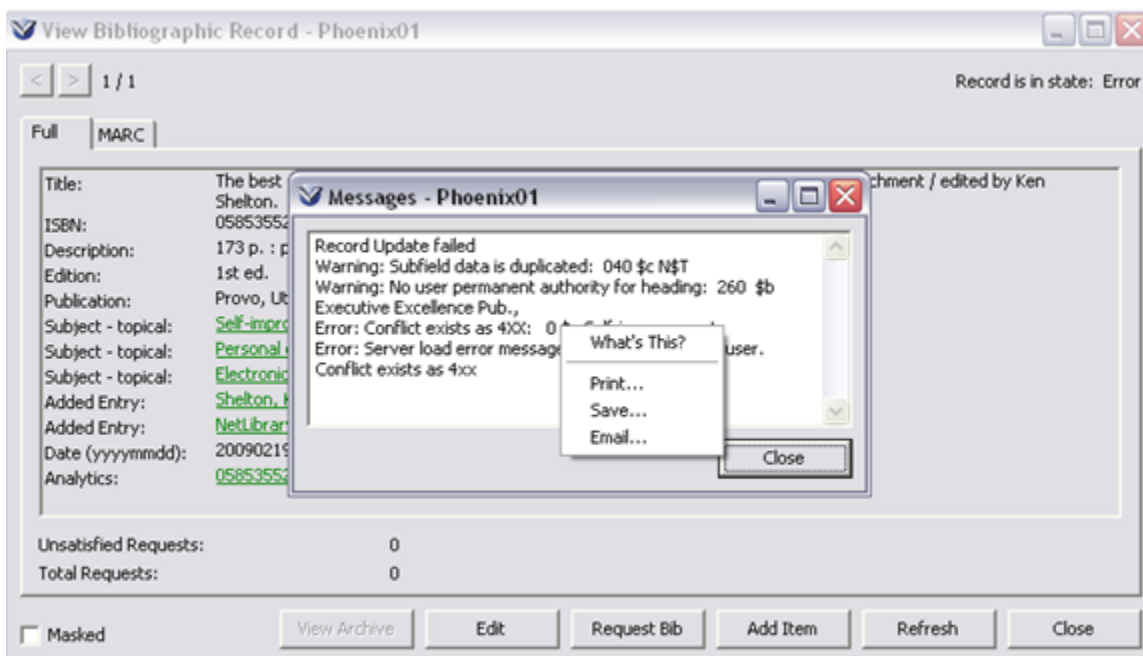 View Bibliographic Record - Phoenix01
< > 1 / 1
Record is in state: Error
Full MARC
Title: The best
chment / edited by Ken
Shelton.
ISBN: 05853552
Description: 173 p. : p
Edition: 1st ed.
Publication: Provo, Ut
Subject - topical: Self-impro
Subject - topical: Personal
Subject - topical: Electronic
Added Entry: Shelton, K
Added Entry: NetLibrar
Date (yyyymmdd): 20090219
Analytics: 05853552
Messages - Phoenix01
Record Update failed
Warning: Subfield data is duplicated: 040 $c N$T
Warning: No user permanent authority for heading: 260 $b
Executive Excellence Pub.,
Error: Conflict exists as 4XX: 0
Error: Server load error message
user.
Conflict exists as 4xx
What's This?
Print...
Save...
Email...
Close
Unsatisfied Requests: 0
Total Requests: 0
Masked
View Archive Edit Request Bib Add Item Refresh Close